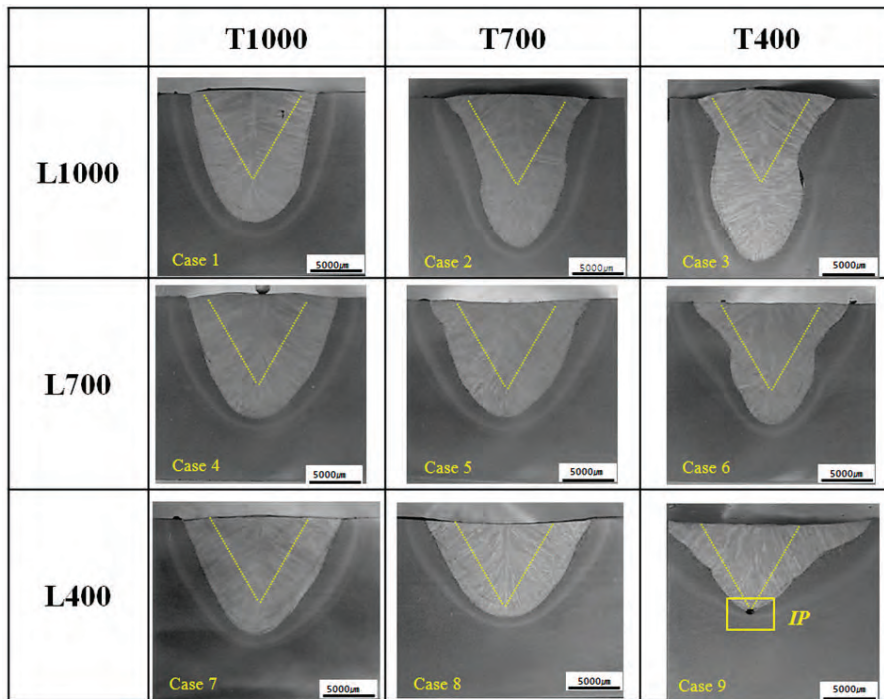 T1000 T700 T400
L1000
Case 1 5000μm Case 2 5000μm Case 3 5000μm
L700
Case 4 5000μm Case 5 5000μm Case 6 5000μm
L400
IP
Case 7 5000μm Case 8 5000μm Case 9 5000μm